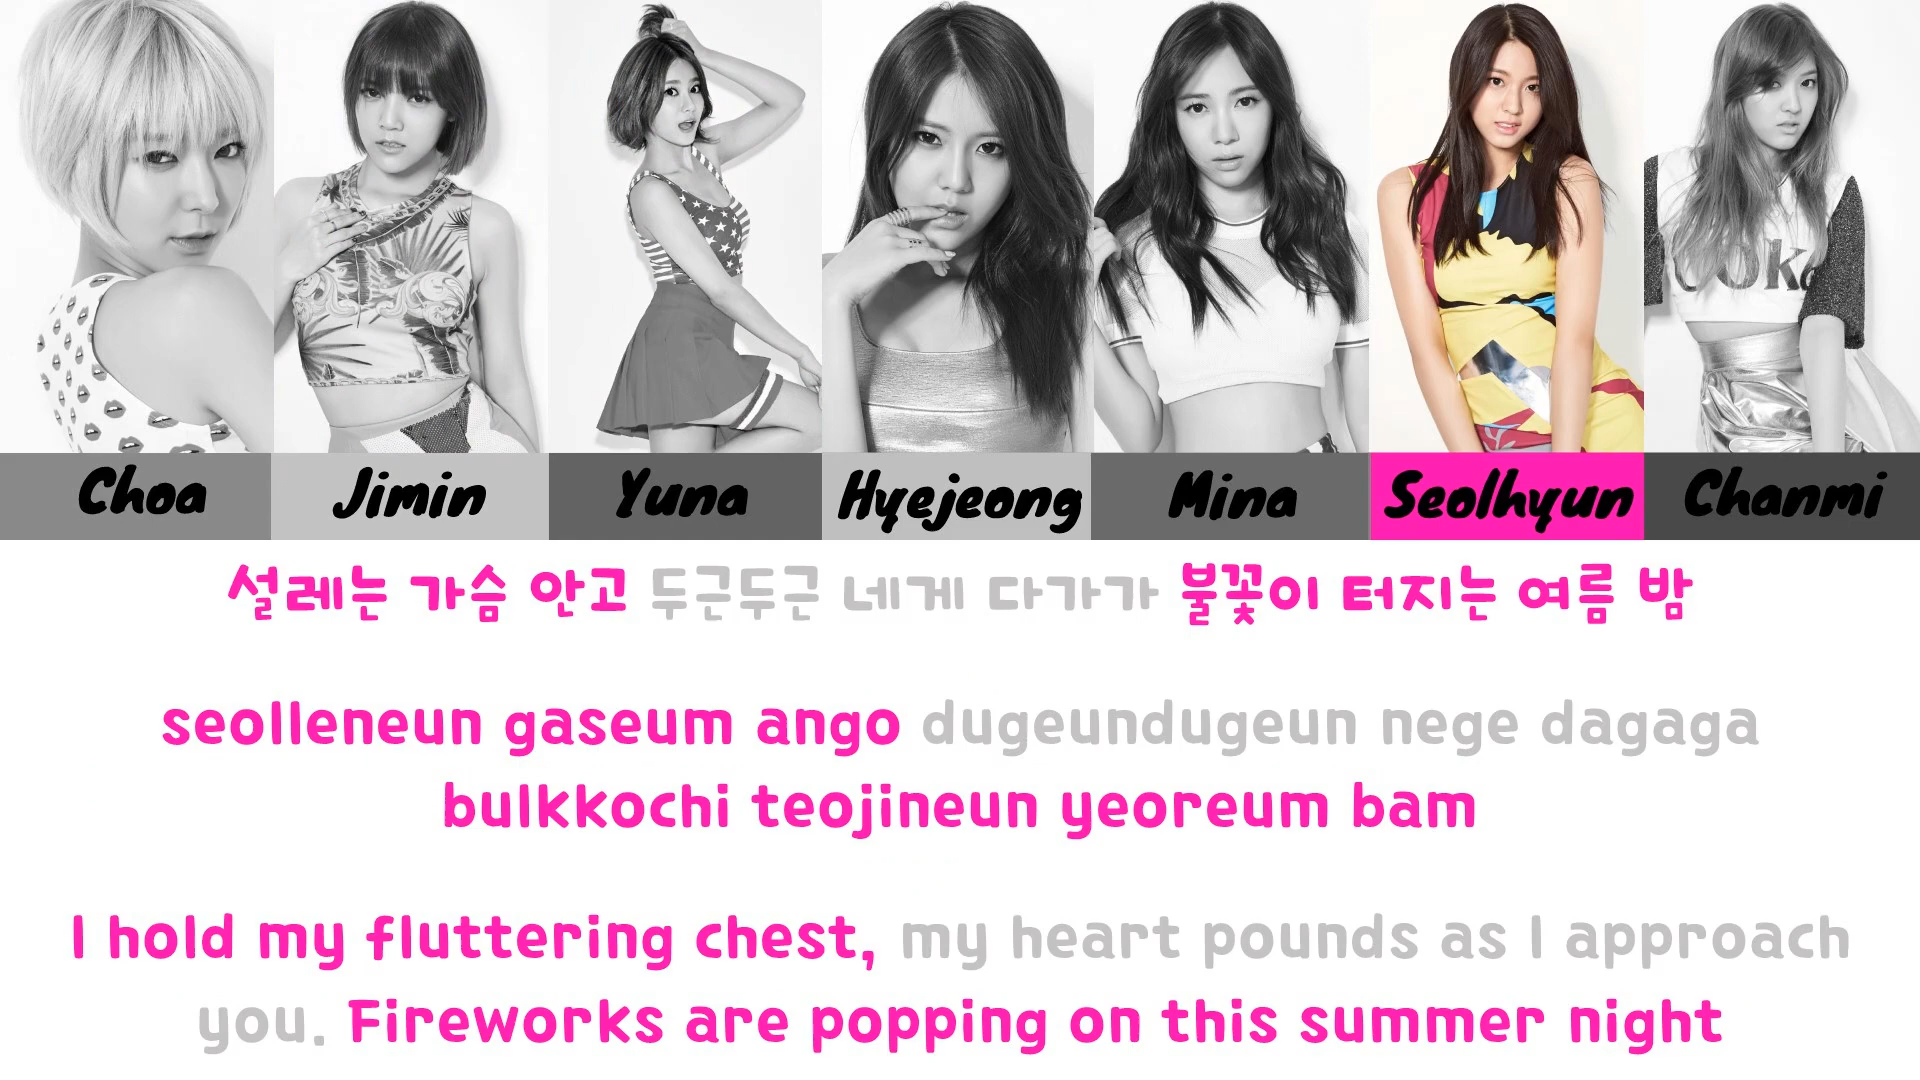 Choa Jimin Yuna Hyejeong Mina Seolhyun Chanmi
oka
설레는 가슴 안고 두근두근 네게 다가가 불꽃이 터지는 여름 밤
seolleneun gaseum ango dugeundugeun nege dagaga
bulkkochi teojineun yeoreum bam
I hold my fluttering chest, my heart pounds as I approach
you. Fireworks are popping on this summer night